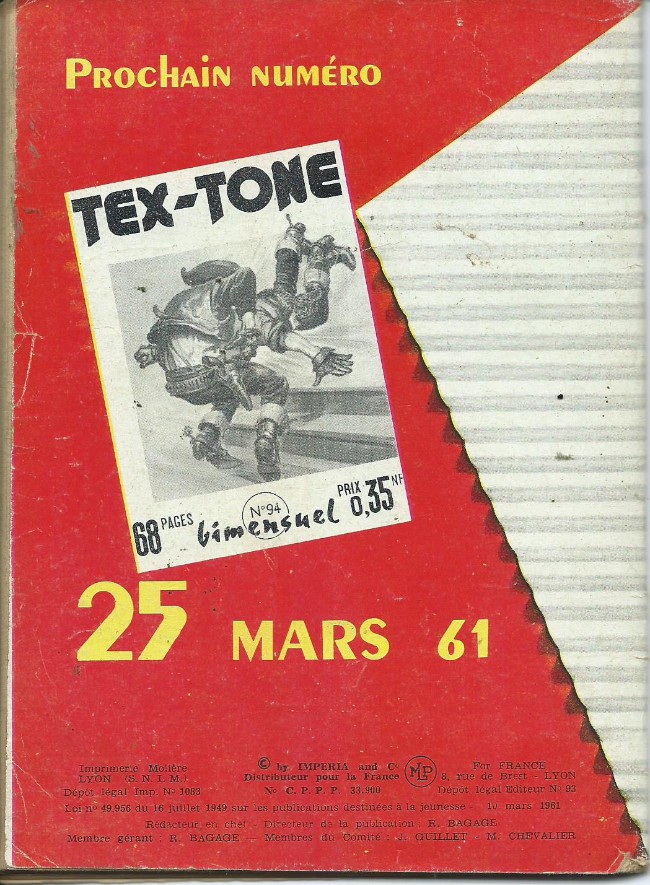 PROCHAIN NUMÉRO
TEX-TONE
68 PAGES
N° 94
bimensuel
PRIX 0,35 NF
25 MARS 61
Imprimerie Molière
LYON (S. N. I. M.)
Dépôt légal Imp. N° 1083
© by IMPERIA and C°
Distributeur pour la France
N° C. P. P. P. 38.900
MLP
For FRANCE
8, rue de Brest - LYON
Dépôt légal Editeur N° 93
Loi n° 49.956 du 16 juillet 1949 sur les publications destinées à la jeunesse - 10 mars 1961
Rédacteur en chef - Directeur de la publication R. BAGAGE
Membre gérant : R. BAGAGE - Membres du Comité : J. QUILLET - M. CHEVALIER